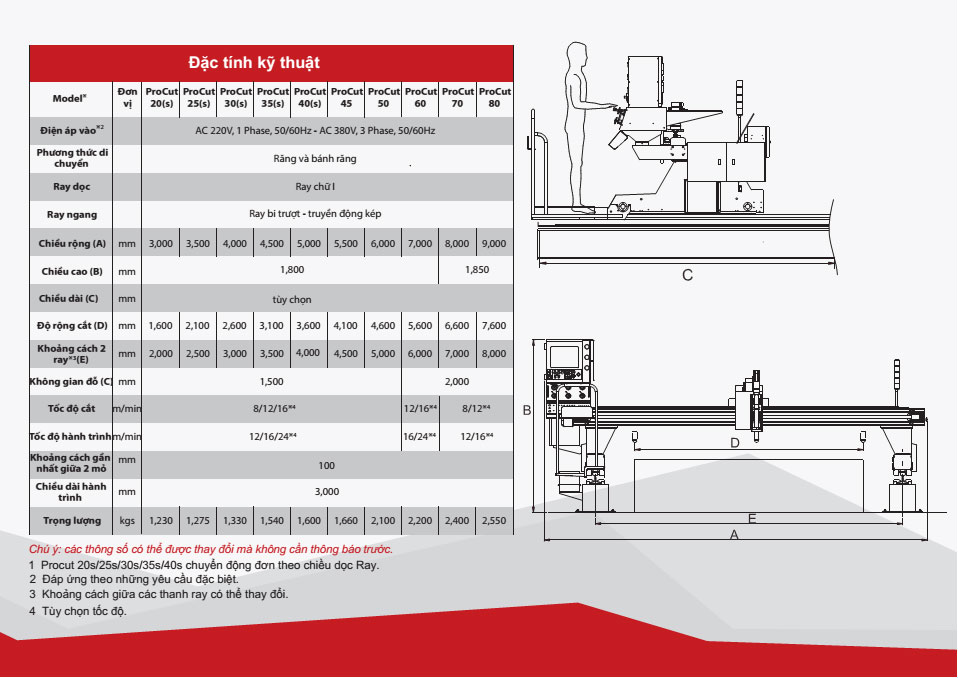 Đặc tính kỹ thuật
Model* Đơn vị ProCut 20(s) ProCut 25(s) ProCut 30(s) ProCut 35(s) ProCut 40(s) ProCut 45 ProCut 50 ProCut 60 ProCut 70 ProCut 80
Điện áp vào※2 AC 220V, 1 Phase, 50/60Hz - AC 380V, 3 Phase, 50/60Hz
Phương thức di chuyển Răng và bánh răng
Ray dọc Ray chữ I
Ray ngang Ray bi trượt - truyền động kép
Chiều rộng (A) mm 3,000 3,500 4,000 4,500 5,000 5,500 6,000 7,000 8,000 9,000
Chiều cao (B) mm 1,800 1,850
Chiều dài (C) mm tùy chọn
Độ rộng cắt (D) mm 1,600 2,100 2,600 3,100 3,600 4,100 4,600 5,600 6,600 7,600
Khoảng cách 2 ray※3(E) mm 2,000 2,500 3,000 3,500 4,000 4,500 5,000 6,000 7,000 8,000
Không gian đỗ (C) mm 1,500 2,000
Tốc độ cắt m/min 8/12/16※4 12/16※4 8/12※4
Tốc độ hành trình m/min 12/16/24※4 16/24※4 12/16※4
Khoảng cách gần nhất giữa 2 mỏ mm 100
Chiều dài hành trình mm 3,000
Trọng lượng kgs 1,230 1,275 1,330 1,540 1,600 1,660 2,100 2,200 2,400 2,550
Chú ý: các thông số có thể được thay đổi mà không cần thông báo trước.
1 Procut 20s/25s/30s/35s/40s chuyển động đơn theo chiều dọc Ray.
2 Đáp ứng theo những yêu cầu đặc biệt.
3 Khoảng cách giữa các thanh ray có thể thay đổi.
4 Tùy chọn tốc độ.
C
B
D
E
A